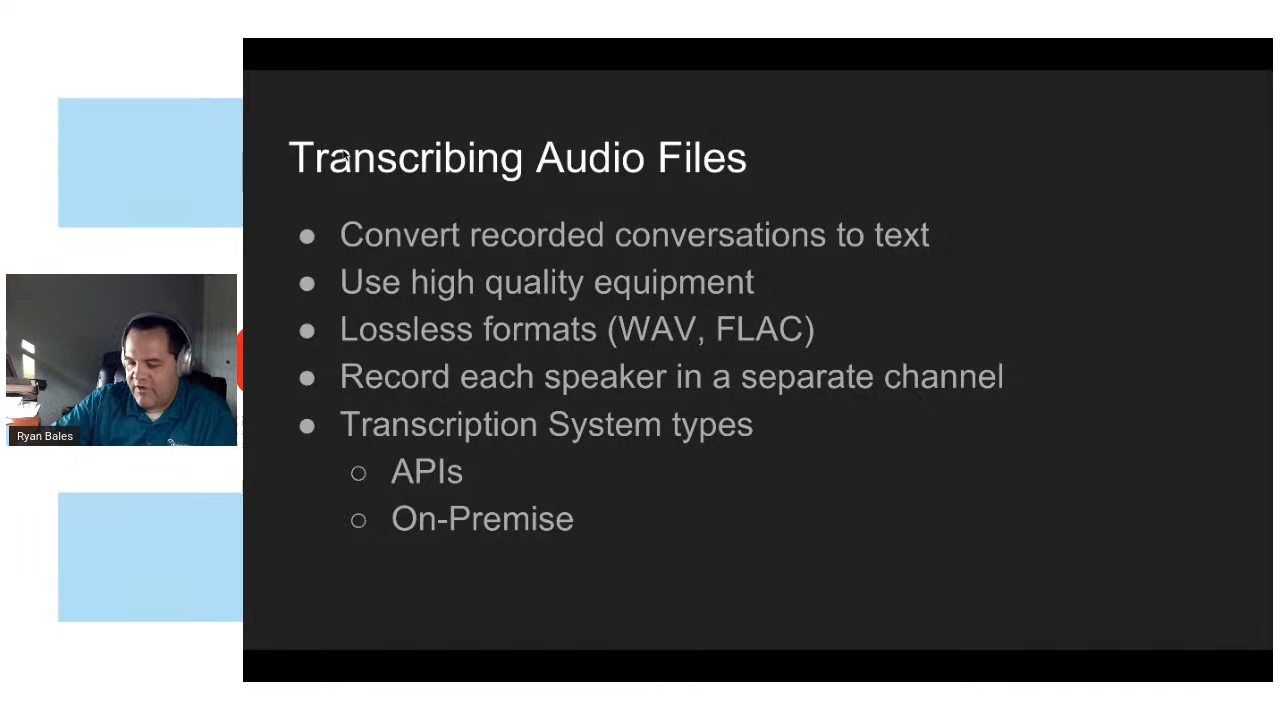 Transcribing Audio Files
● Convert recorded conversations to text
● Use high quality equipment
● Lossless formats (WAV, FLAC)
● Record each speaker in a separate channel
● Transcription System types
○ APIs
○ On-Premise
Ryan Bales